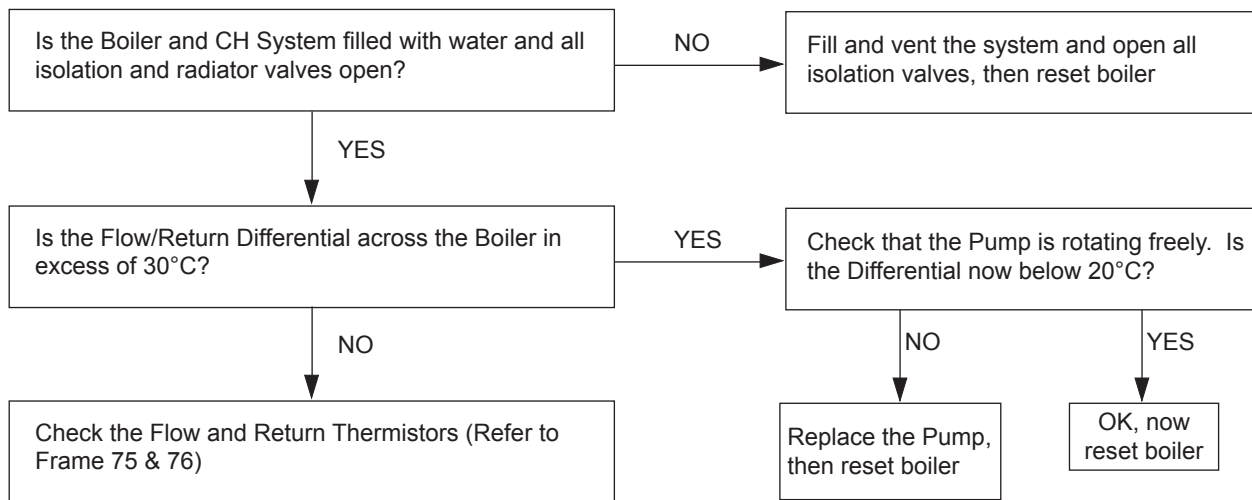 Is the Boiler and CH System filled with water and all
isolation and radiator valves open?
NO
Fill and vent the system and open all
isolation valves, then reset boiler
YES
Is the Flow/Return Differential across the Boiler in
excess of 30°C?
YES
Check that the Pump is rotating freely.  Is
the Differential now below 20°C?
NO
NO
YES
Check the Flow and Return Thermistors (Refer to
Frame 75 & 76)
Replace the Pump,
then reset boiler
OK, now
reset boiler